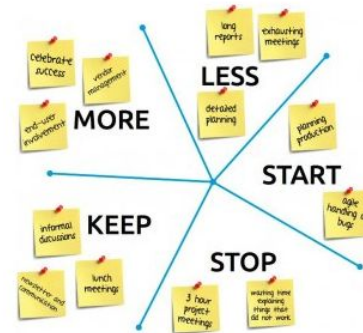 long
reports
exhausting
meetings
LESS
detailed
planning
celebrate
success
vendor
management
end-user
involvement
MORE
planning
production
START
agile
handling
bugs
informal
discussions
KEEP
newsletter and
communication
lunch
meetings
STOP
3 hour
project
meetings
wasting time
explaining
things that
did not work